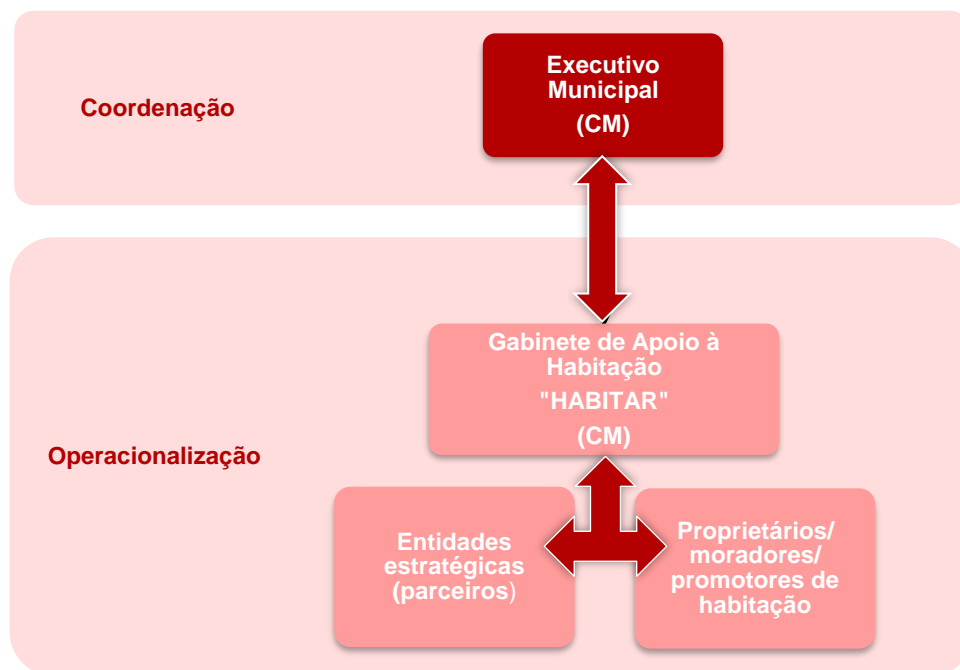 Executivo
Municipal
(CM)
Coordenação
Gabinete de Apoio à
Habitação
"HABITAR"
(CM)
Operacionalização
Entidades
estratégicas
(parceiros)
Proprietários/
moradores/
promotores de
habitação